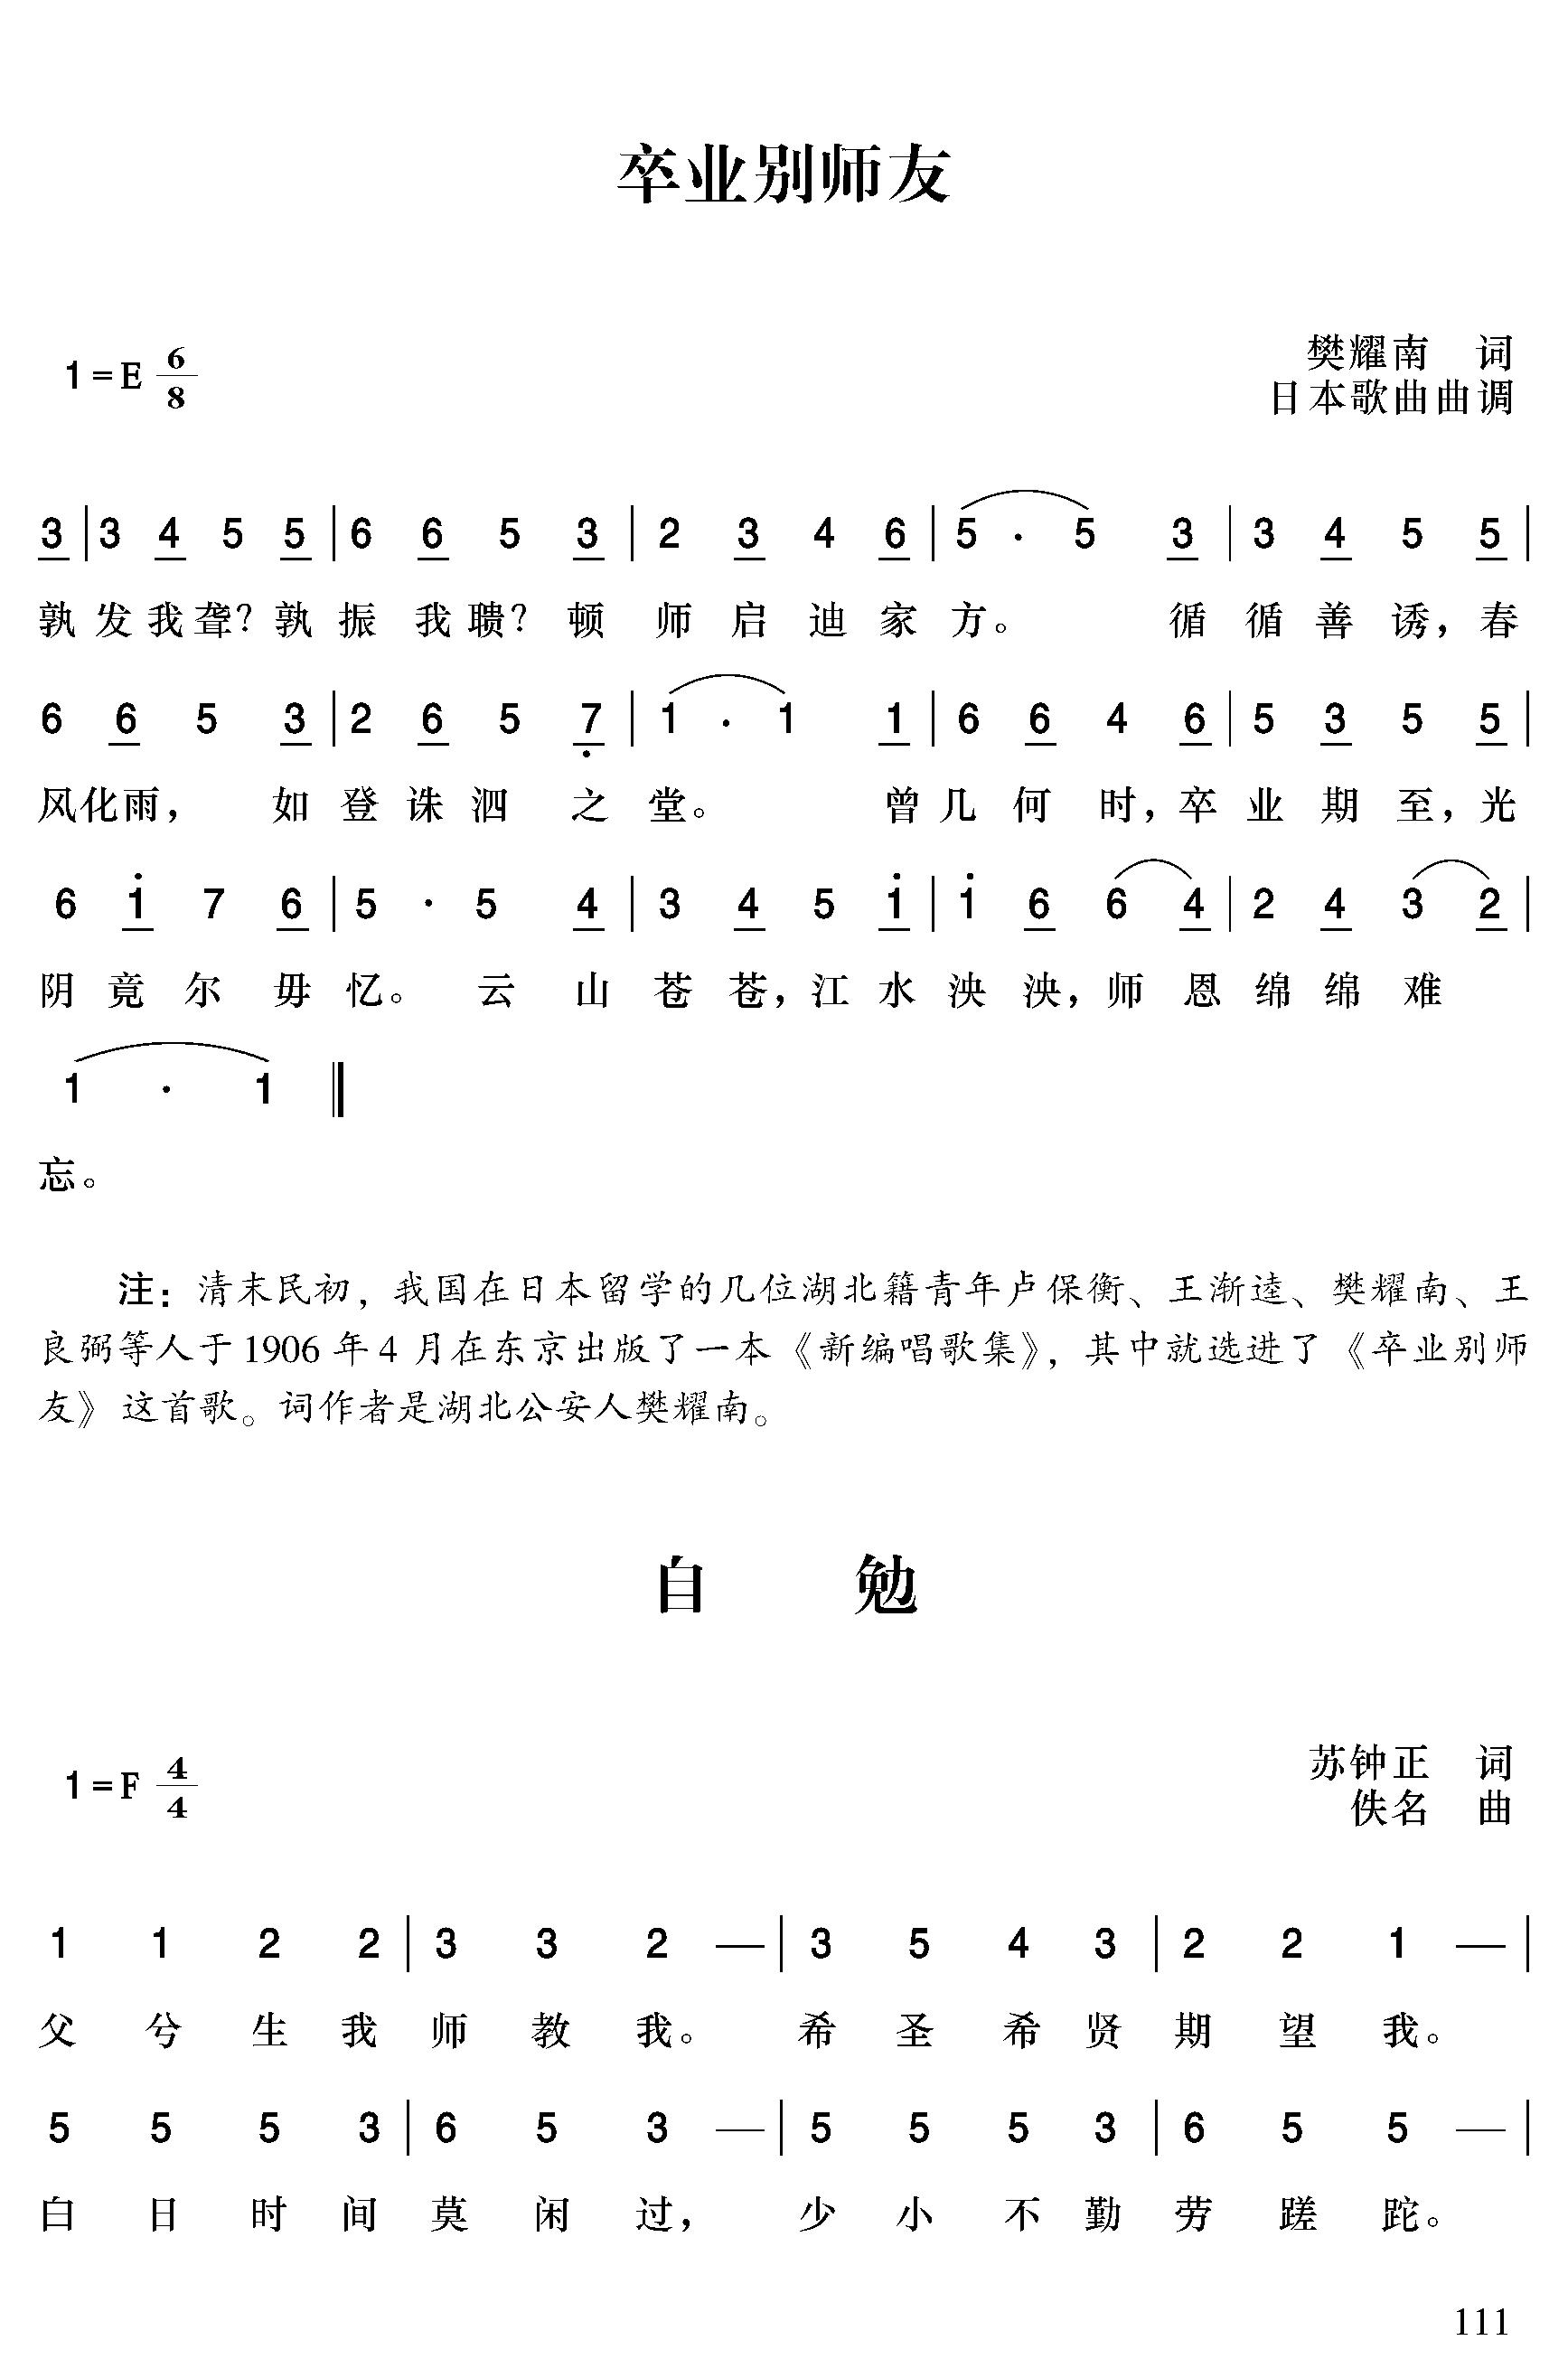 卒业别师友
1=E 6/8
樊耀南 词
日本歌曲曲调
3 | 3 4 5 5 | 6 6 5 3 | 2 3 4 6 | 5 · 5 3 | 3 4 5 5 |
孰发我聋？孰振我聩？顿师启迪家方。循循善诱，春
6 6 5 3 | 2 6 5 7 | 1 · 1 1 | 6 6 4 6 | 5 3 5 5 |
风化雨，如登诛泗之堂。曾几何时，卒业期至，光
6 1 7 6 | 5 · 5 4 | 3 4 5 1 | 1 6 6 4 | 2 4 3 2 |
阴竟尔毋忆。云山苍苍，江水泱泱，师恩绵绵难
1 · 1 ‖
忘。
注：清末民初，我国在日本留学的几位湖北籍青年卢保衡、王渐逵、樊耀南、王
良弼等人于1906年4月在东京出版了一本《新编唱歌集》，其中就选进了《卒业别师
友》这首歌。词作者是湖北公安人樊耀南。
自 勉
1=F 4/4
苏钟正 词
佚名 曲
1 1 2 2 | 3 3 2 — | 3 5 4 3 | 2 2 1 — |
父兮生我师教我。希圣希贤期望我。
5 5 5 3 | 6 5 3 — | 5 5 5 3 | 6 5 5 — |
白日时间莫闲过，少小不勤劳蹉跎。
111